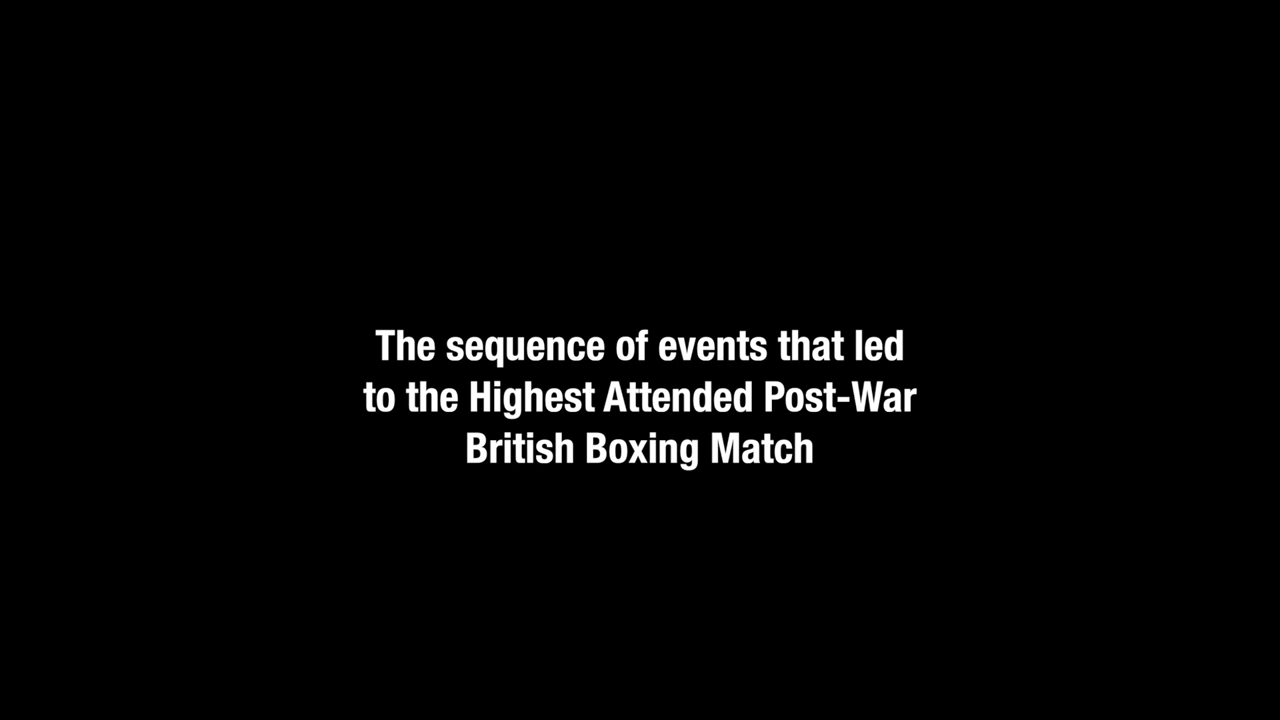 The sequence of events that led
to the Highest Attended Post-War
British Boxing Match